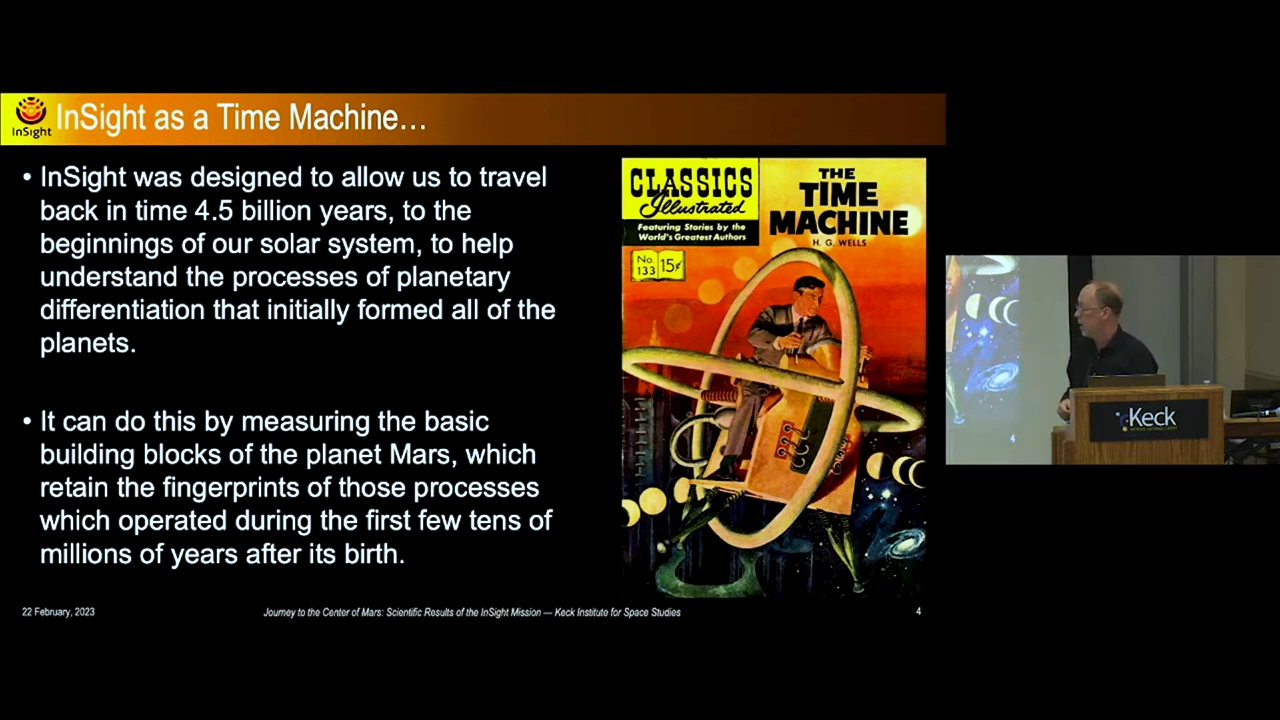 InSight
InSight as a Time Machine…
• InSight was designed to allow us to travel
back in time 4.5 billion years, to the
beginnings of our solar system, to help
understand the processes of planetary
differentiation that initially formed all of the
planets.
• It can do this by measuring the basic
building blocks of the planet Mars, which
retain the fingerprints of those processes
which operated during the first few tens of
millions of years after its birth.
CLASSICS
Illustrated
Featuring Stories by the
World's Greatest Authors
No.
133
15¢
THE
TIME
MACHINE
H. G. WELLS
22 February, 2023
Journey to the Center of Mars: Scientific Results of the InSight Mission — Keck Institute for Space Studies
4
4
Keck